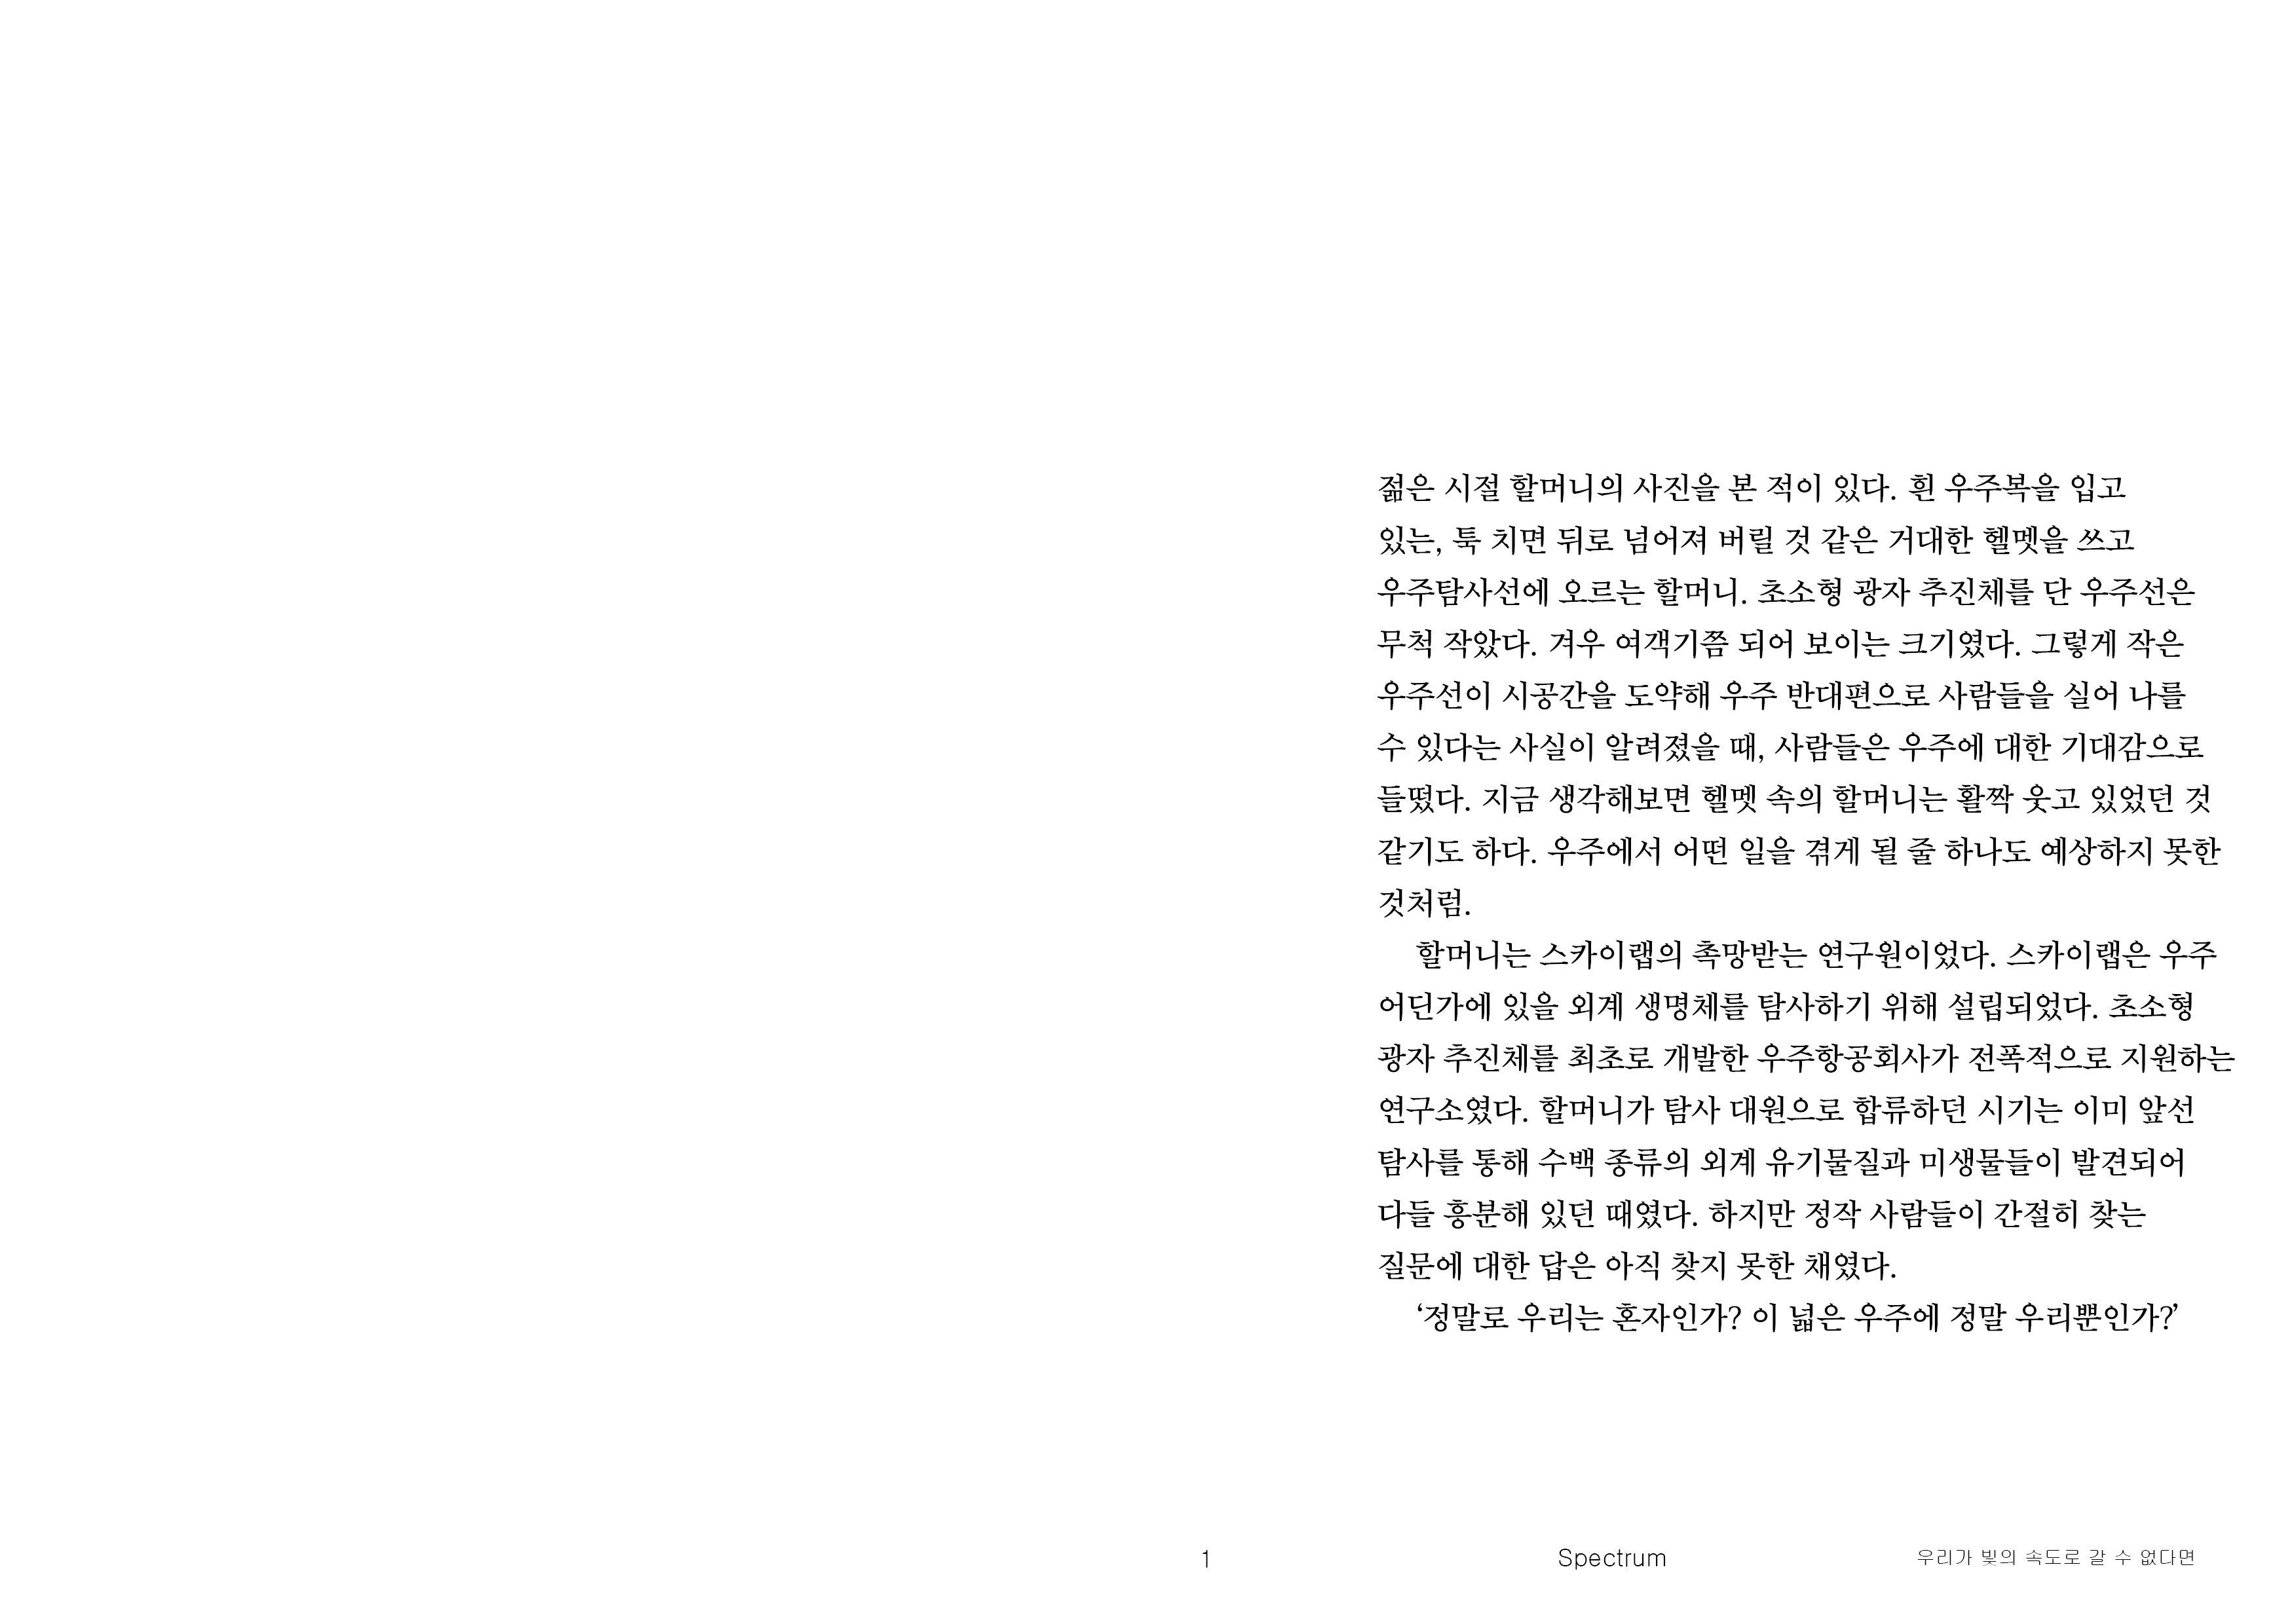 젊은 시절 할머니의 사진을 본 적이 있다. 흰 우주복을 입고
있는, 툭 치면 뒤로 넘어져 버릴 것 같은 거대한 헬멧을 쓰고
우주탐사선에 오르는 할머니. 초소형 광자 추진체를 단 우주선은
무척 작았다. 겨우 여객기쯤 되어 보이는 크기였다. 그렇게 작은
우주선이 시공간을 도약해 우주 반대편으로 사람들을 실어 나를
수 있다는 사실이 알려졌을 때, 사람들은 우주에 대한 기대감으로
들떴다. 지금 생각해보면 헬멧 속의 할머니는 활짝 웃고 있었던 것
같기도 하다. 우주에서 어떤 일을 겪게 될 줄 하나도 예상하지 못한
것처럼.
할머니는 스카이랩의 촉망받는 연구원이었다. 스카이랩은 우주
어딘가에 있을 외계 생명체를 탐사하기 위해 설립되었다. 초소형
광자 추진체를 최초로 개발한 우주항공회사가 전폭적으로 지원하는
연구소였다. 할머니가 탐사 대원으로 합류하던 시기는 이미 앞선
탐사를 통해 수백 종류의 외계 유기물질과 미생물들이 발견되어
다들 흥분해 있던 때였다. 하지만 정작 사람들이 간절히 찾는
질문에 대한 답은 아직 찾지 못한 채였다.
‘정말로 우리는 혼자인가? 이 넓은 우주에 정말 우리뿐인가?’
1
Spectrum
우리가 빛의 속도로 갈 수 없다면